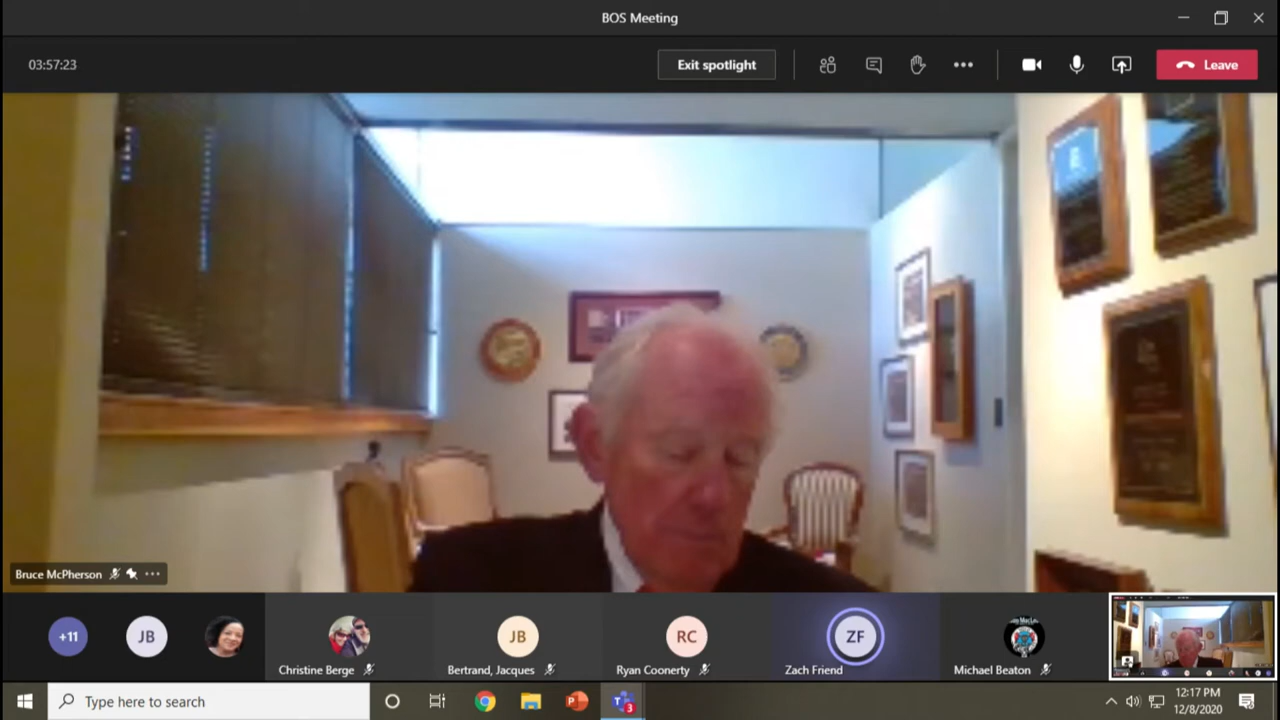 BOS Meeting
03:57:23
Exit spotlight
Leave
Bruce McPherson
+11
JB
JB
RC
ZF
Christine Berge
Bertrand, Jacques
Ryan Coonerty
Zach Friend
Michael Beaton
Type here to search
3
12:17 PM
12/8/2020